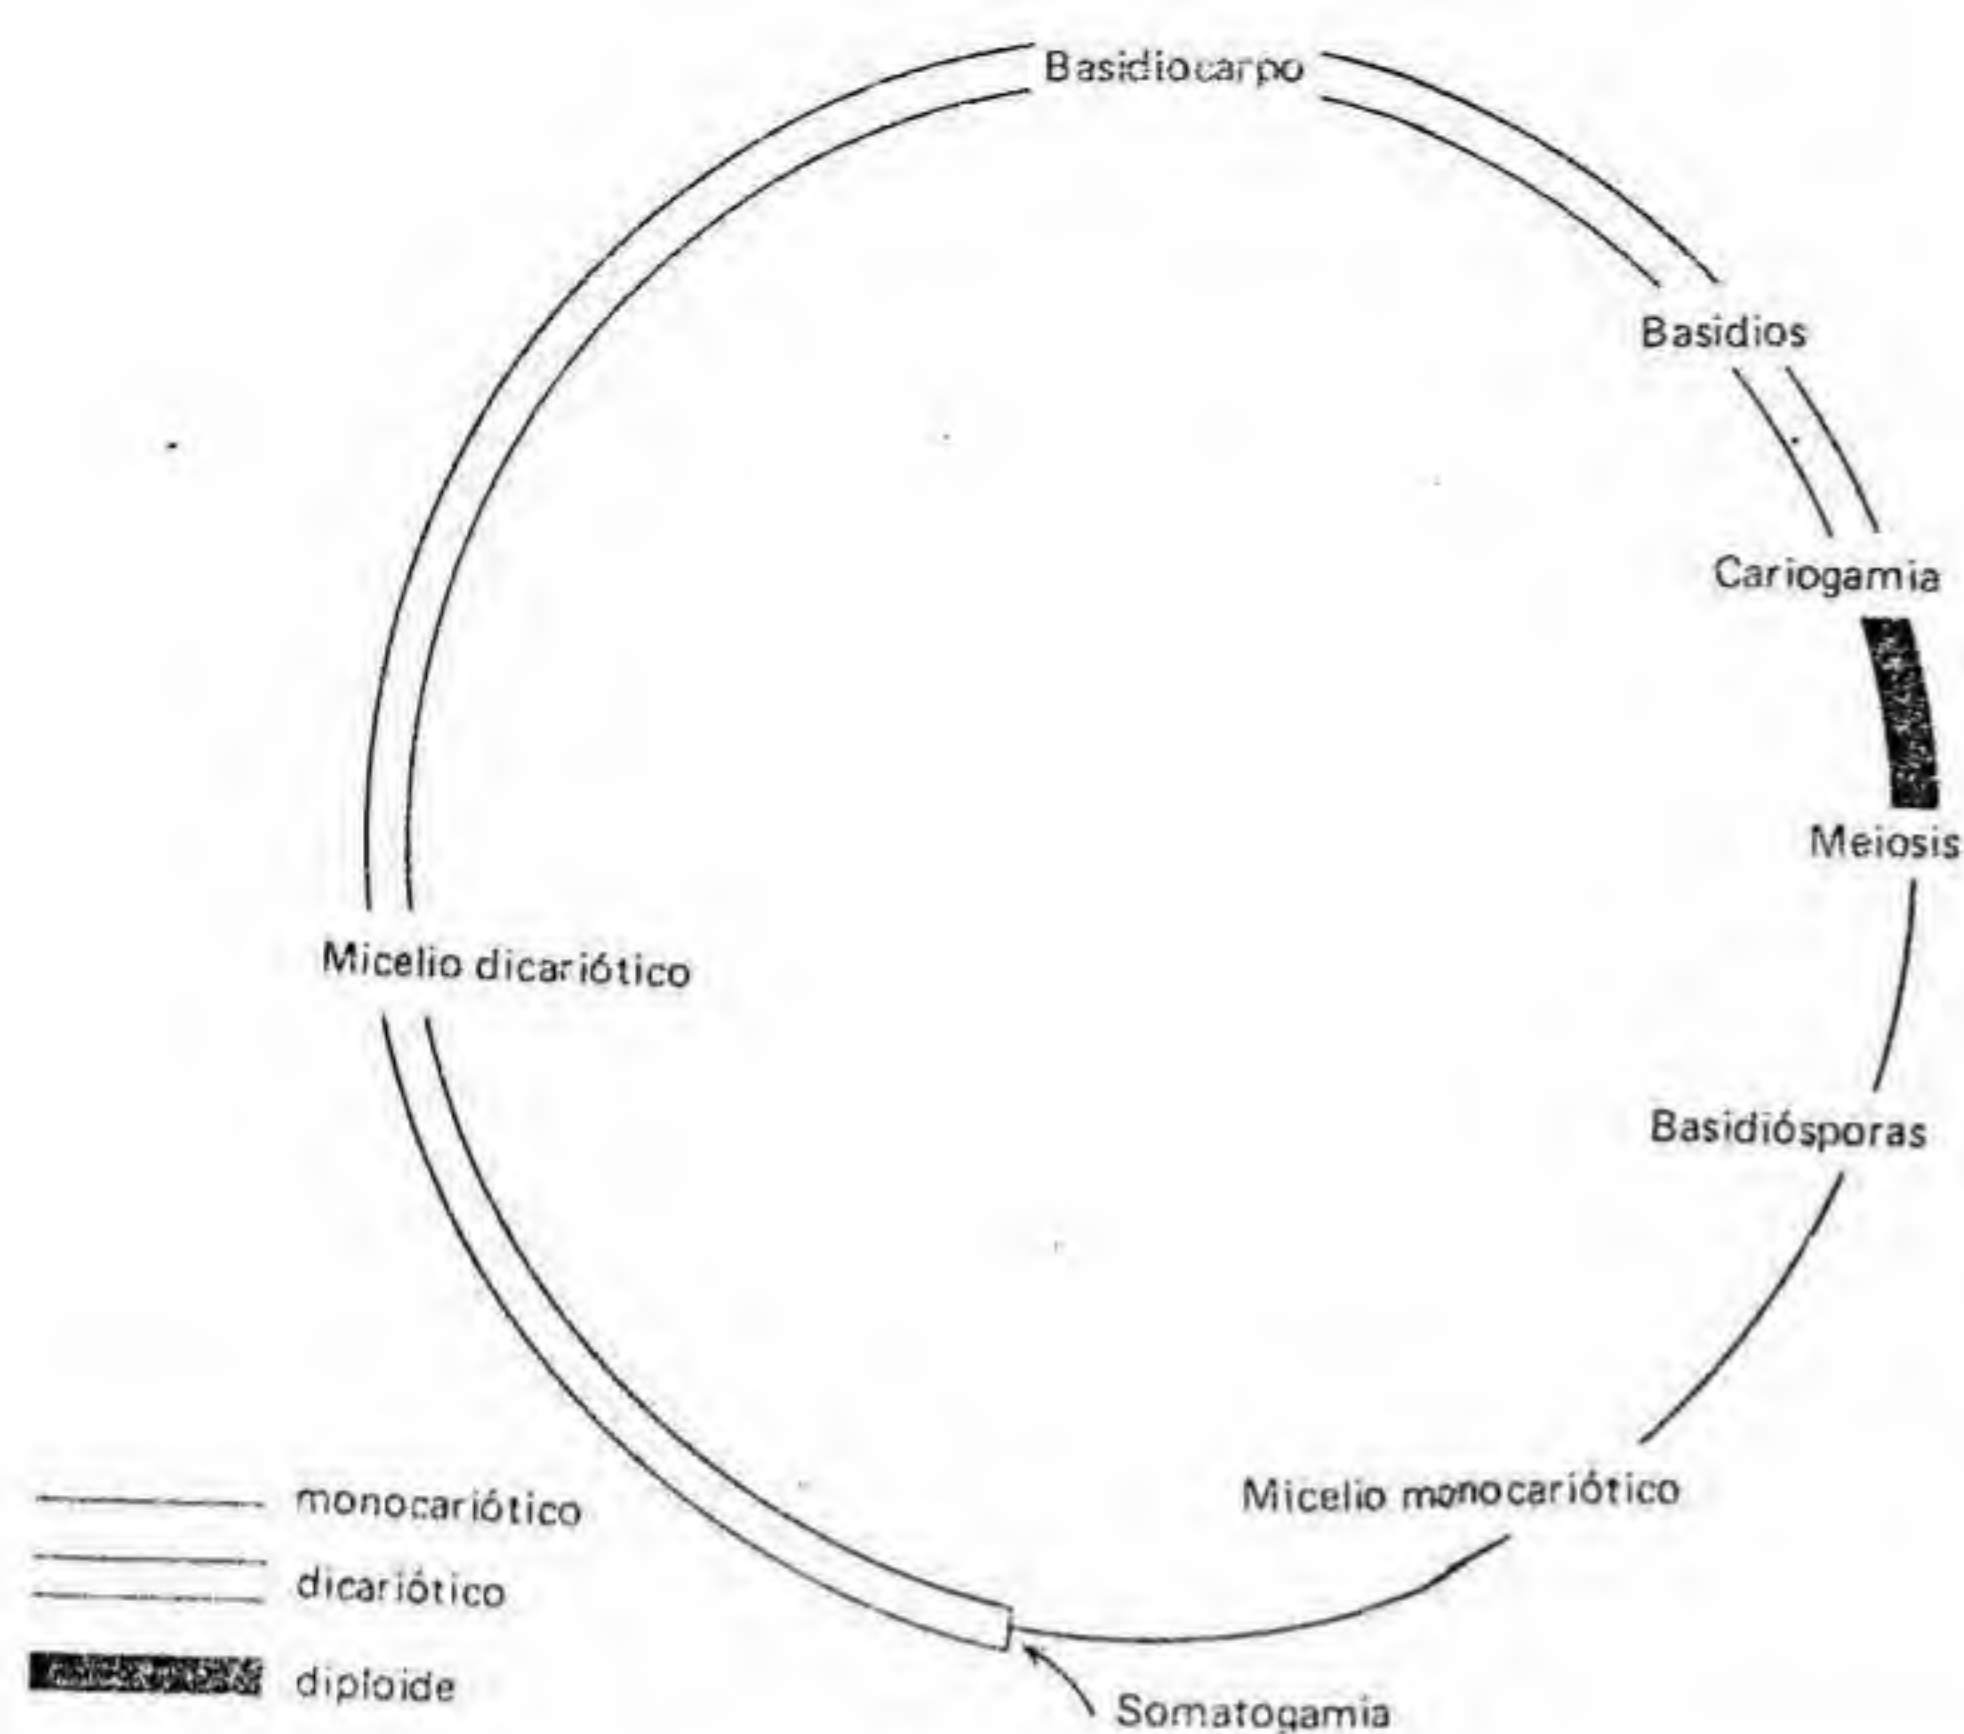 Basidiocarpo
Basidios
Cariogamia
Meiosis
Micelio dicariótico
Basidiósporas
Micelio monocariótico
monocariótico
dicariótico
diploide
Somatogamia